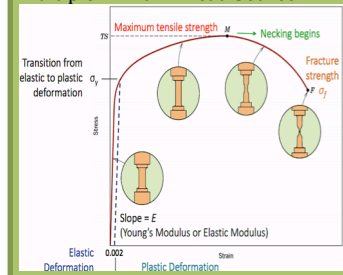 Maximum tensile strength
M
TS
Necking begins
Transition from
elastic to plastic
deformation
σy
Fracture
strength
F σf
Stress
Slope = E
(Young's Modulus or Elastic Modulus)
Elastic
Deformation
0.002
Strain
Plastic Deformation